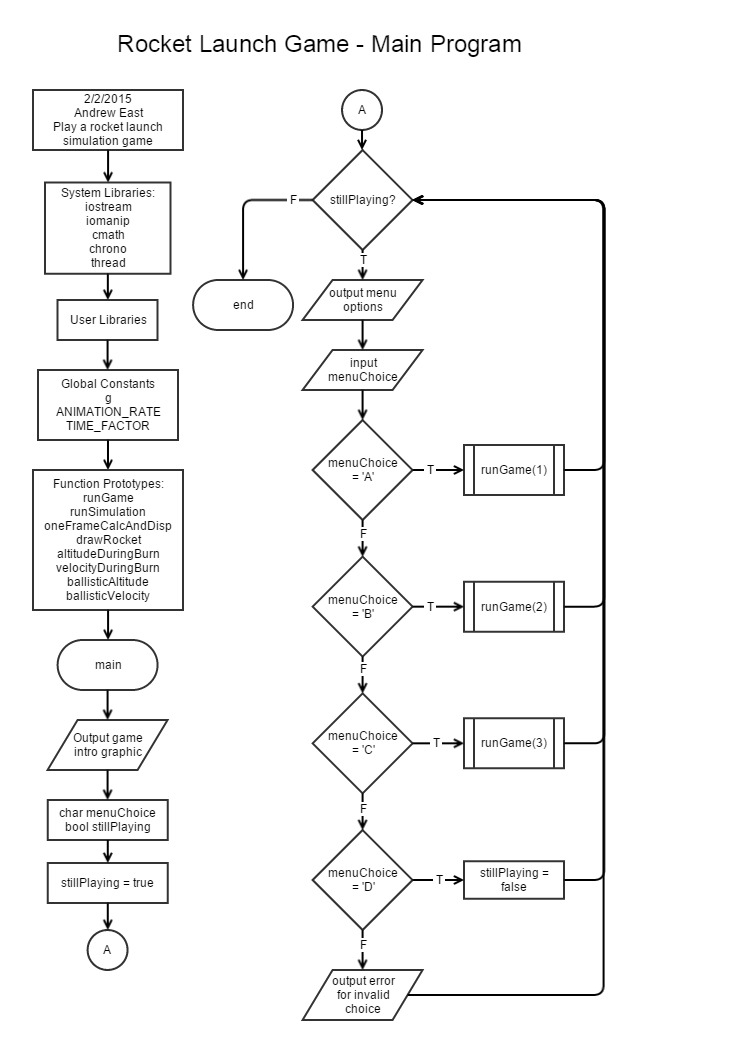 Rocket Launch Game - Main Program
2/2/2015
Andrew East
Play a rocket launch
simulation game
System Libraries:
iostream
iomanip
cmath
chrono
thread
User Libraries
Global Constants
g
ANIMATION_RATE
TIME_FACTOR
Function Prototypes:
runGame
runSimulation
oneFrameCalcAndDisp
drawRocket
altitudeDuringBurn
velocityDuringBurn
ballisticAltitude
ballisticVelocity
main
Output game
intro graphic
char menuChoice
bool stillPlaying
stillPlaying = true
A
A
stillPlaying?
F
end
T
output menu
options
input
menuChoice
menuChoice
= 'A'
T
runGame(1)
F
menuChoice
= 'B'
T
runGame(2)
F
menuChoice
= 'C'
T
runGame(3)
F
menuChoice
= 'D'
T
stillPlaying =
false
F
output error
for invalid
choice